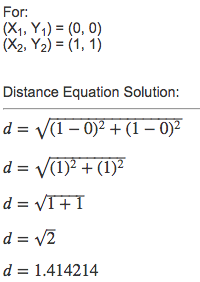 For:
(X₁, Y₁) = (0, 0)
(X₂, Y₂) = (1, 1)
Distance Equation Solution:
d = √(1 − 0)² + (1 − 0)²
d = √(1)² + (1)²
d = √1 + 1
d = √2
d = 1.414214